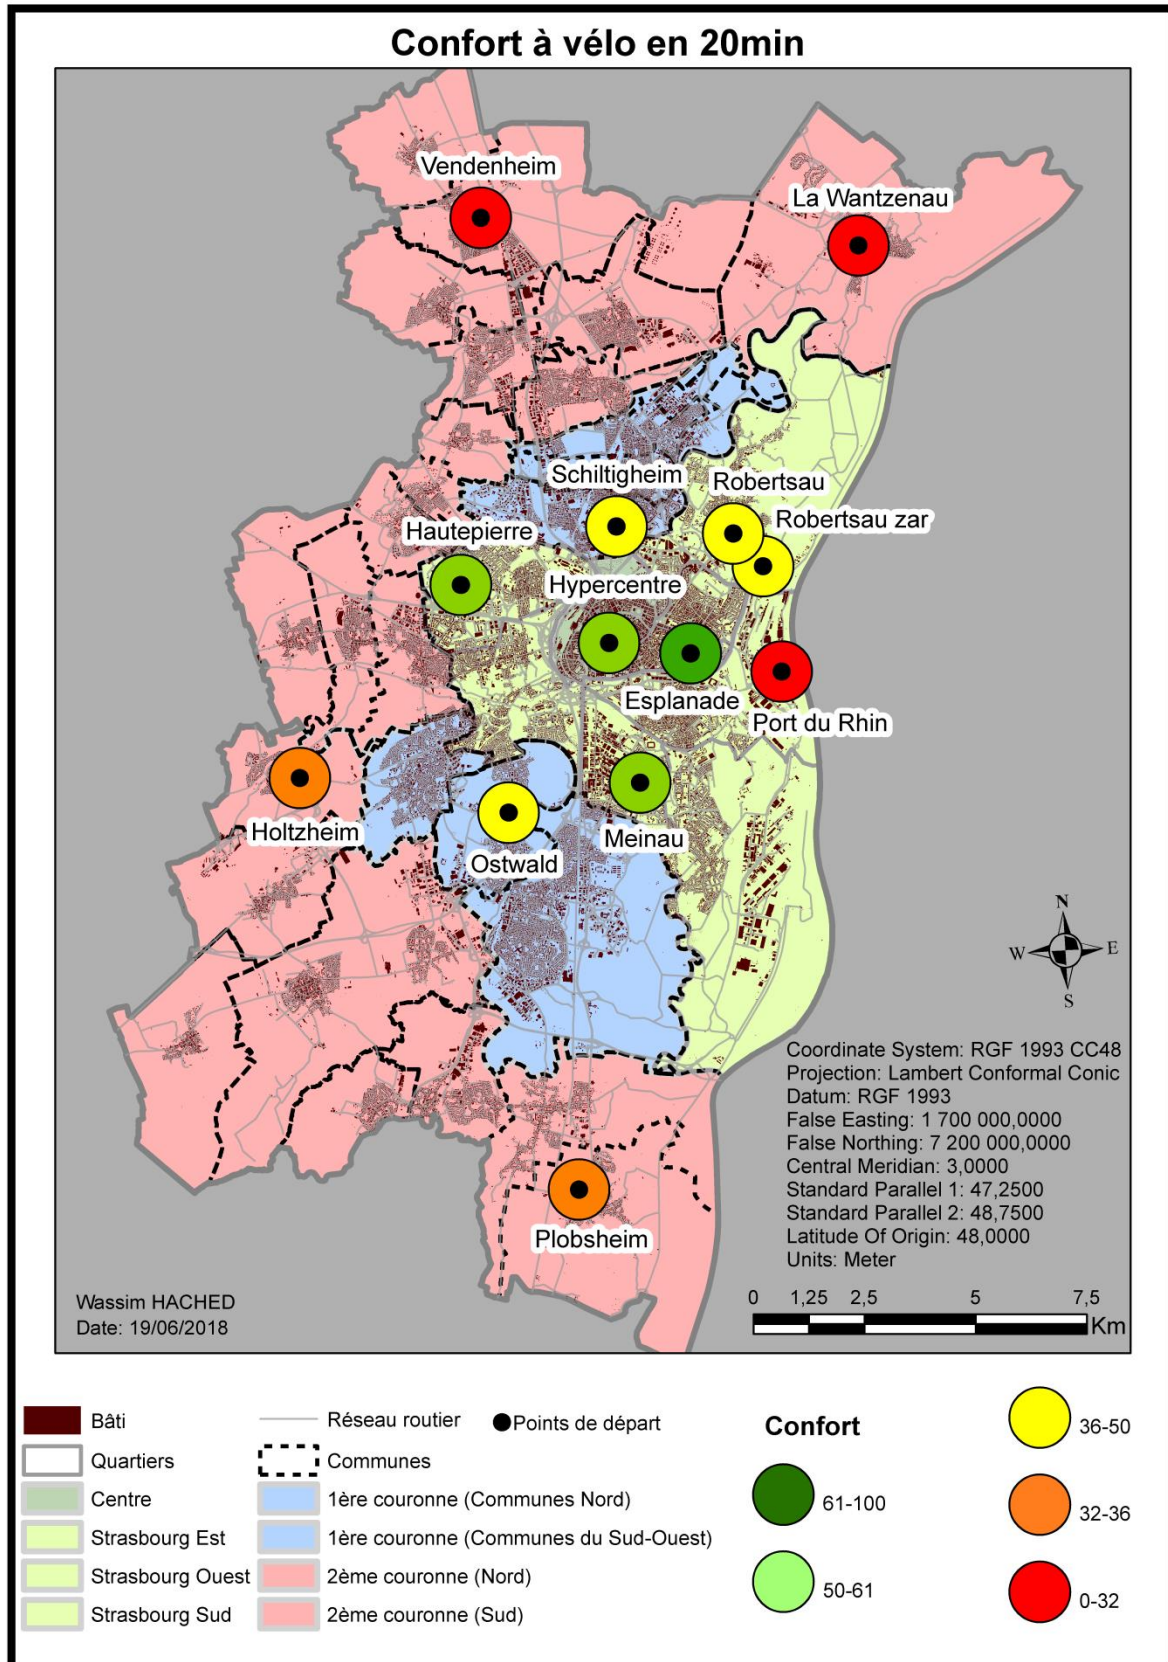 Confort à vélo en 20min
Vendenheim
La Wantzenau
Schiltigheim
Robertsau
Robertsau zar
Hautepierre
Hypercentre
Esplanade
Port du Rhin
Holtzheim
Ostwald
Meinau
N
W
E
S
Coordinate System: RGF 1993 CC48
Projection: Lambert Conformal Conic
Datum: RGF 1993
False Easting: 1 700 000,0000
False Northing: 7 200 000,0000
Central Meridian: 3,0000
Standard Parallel 1: 47,2500
Standard Parallel 2: 48,7500
Latitude Of Origin: 48,0000
Units: Meter
Plobsheim
Wassim HACHED
Date: 19/06/2018
0 1,25 2,5 5 7,5
Km
Bâti
Quartiers
Centre
Strasbourg Est
Strasbourg Ouest
Strasbourg Sud
Réseau routier
Points de départ
Communes
1ère couronne (Communes Nord)
1ère couronne (Communes du Sud-Ouest)
2ème couronne (Nord)
2ème couronne (Sud)
Confort
61-100
50-61
36-50
32-36
0-32